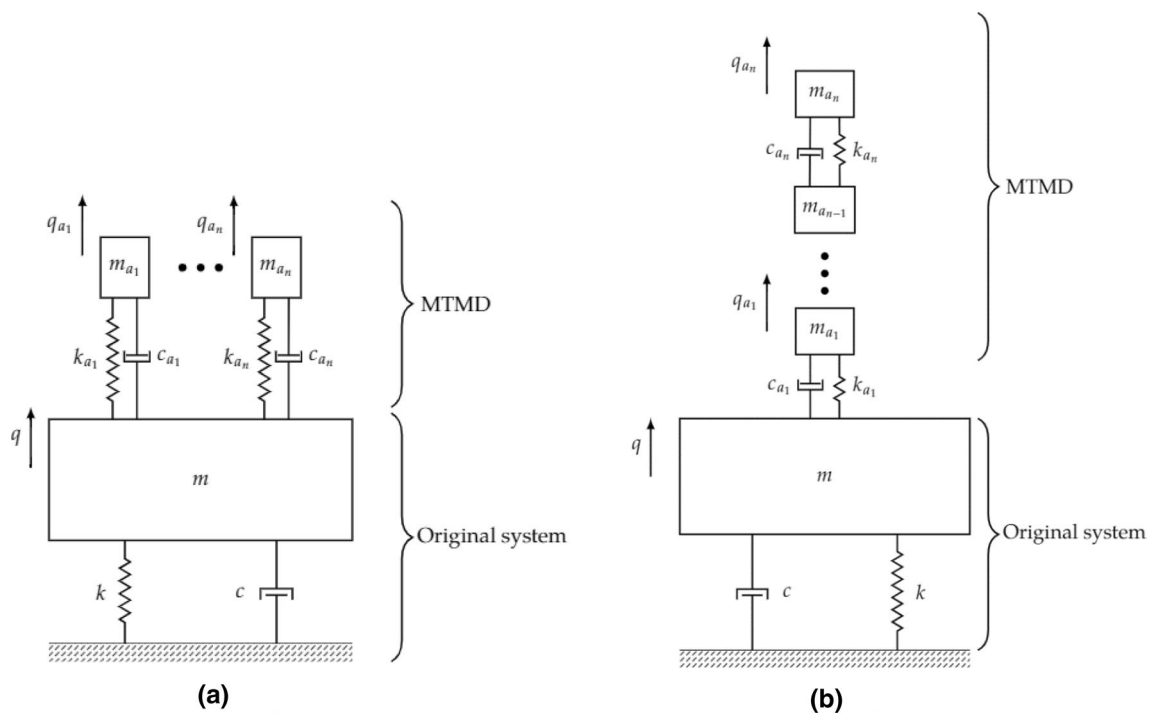 q_{a_1} q_{a_n}
m_{a_1} m_{a_n}
MTMD
k_{a_1} c_{a_1} k_{a_n} c_{a_n}
q
m
Original system
k c
(a)
q_{a_n}
m_{a_n}
c_{a_n} k_{a_n}
MTMD
m_{a_{n-1}}
q_{a_1}
m_{a_1}
c_{a_1} k_{a_1}
q
m
Original system
c k
(b)